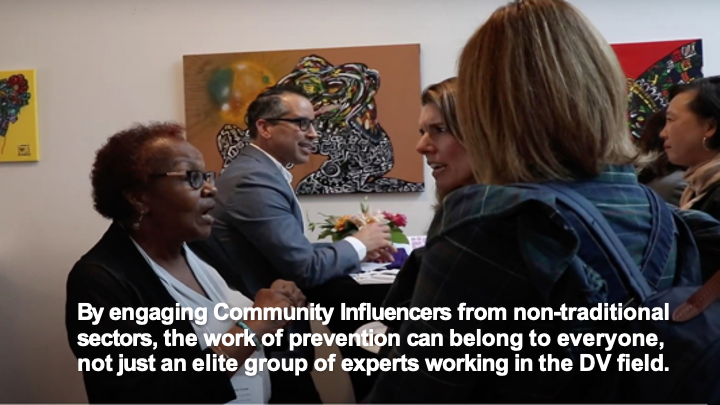 By engaging Community Influencers from non-traditional
sectors, the work of prevention can belong to everyone,
not just an elite group of experts working in the DV field.